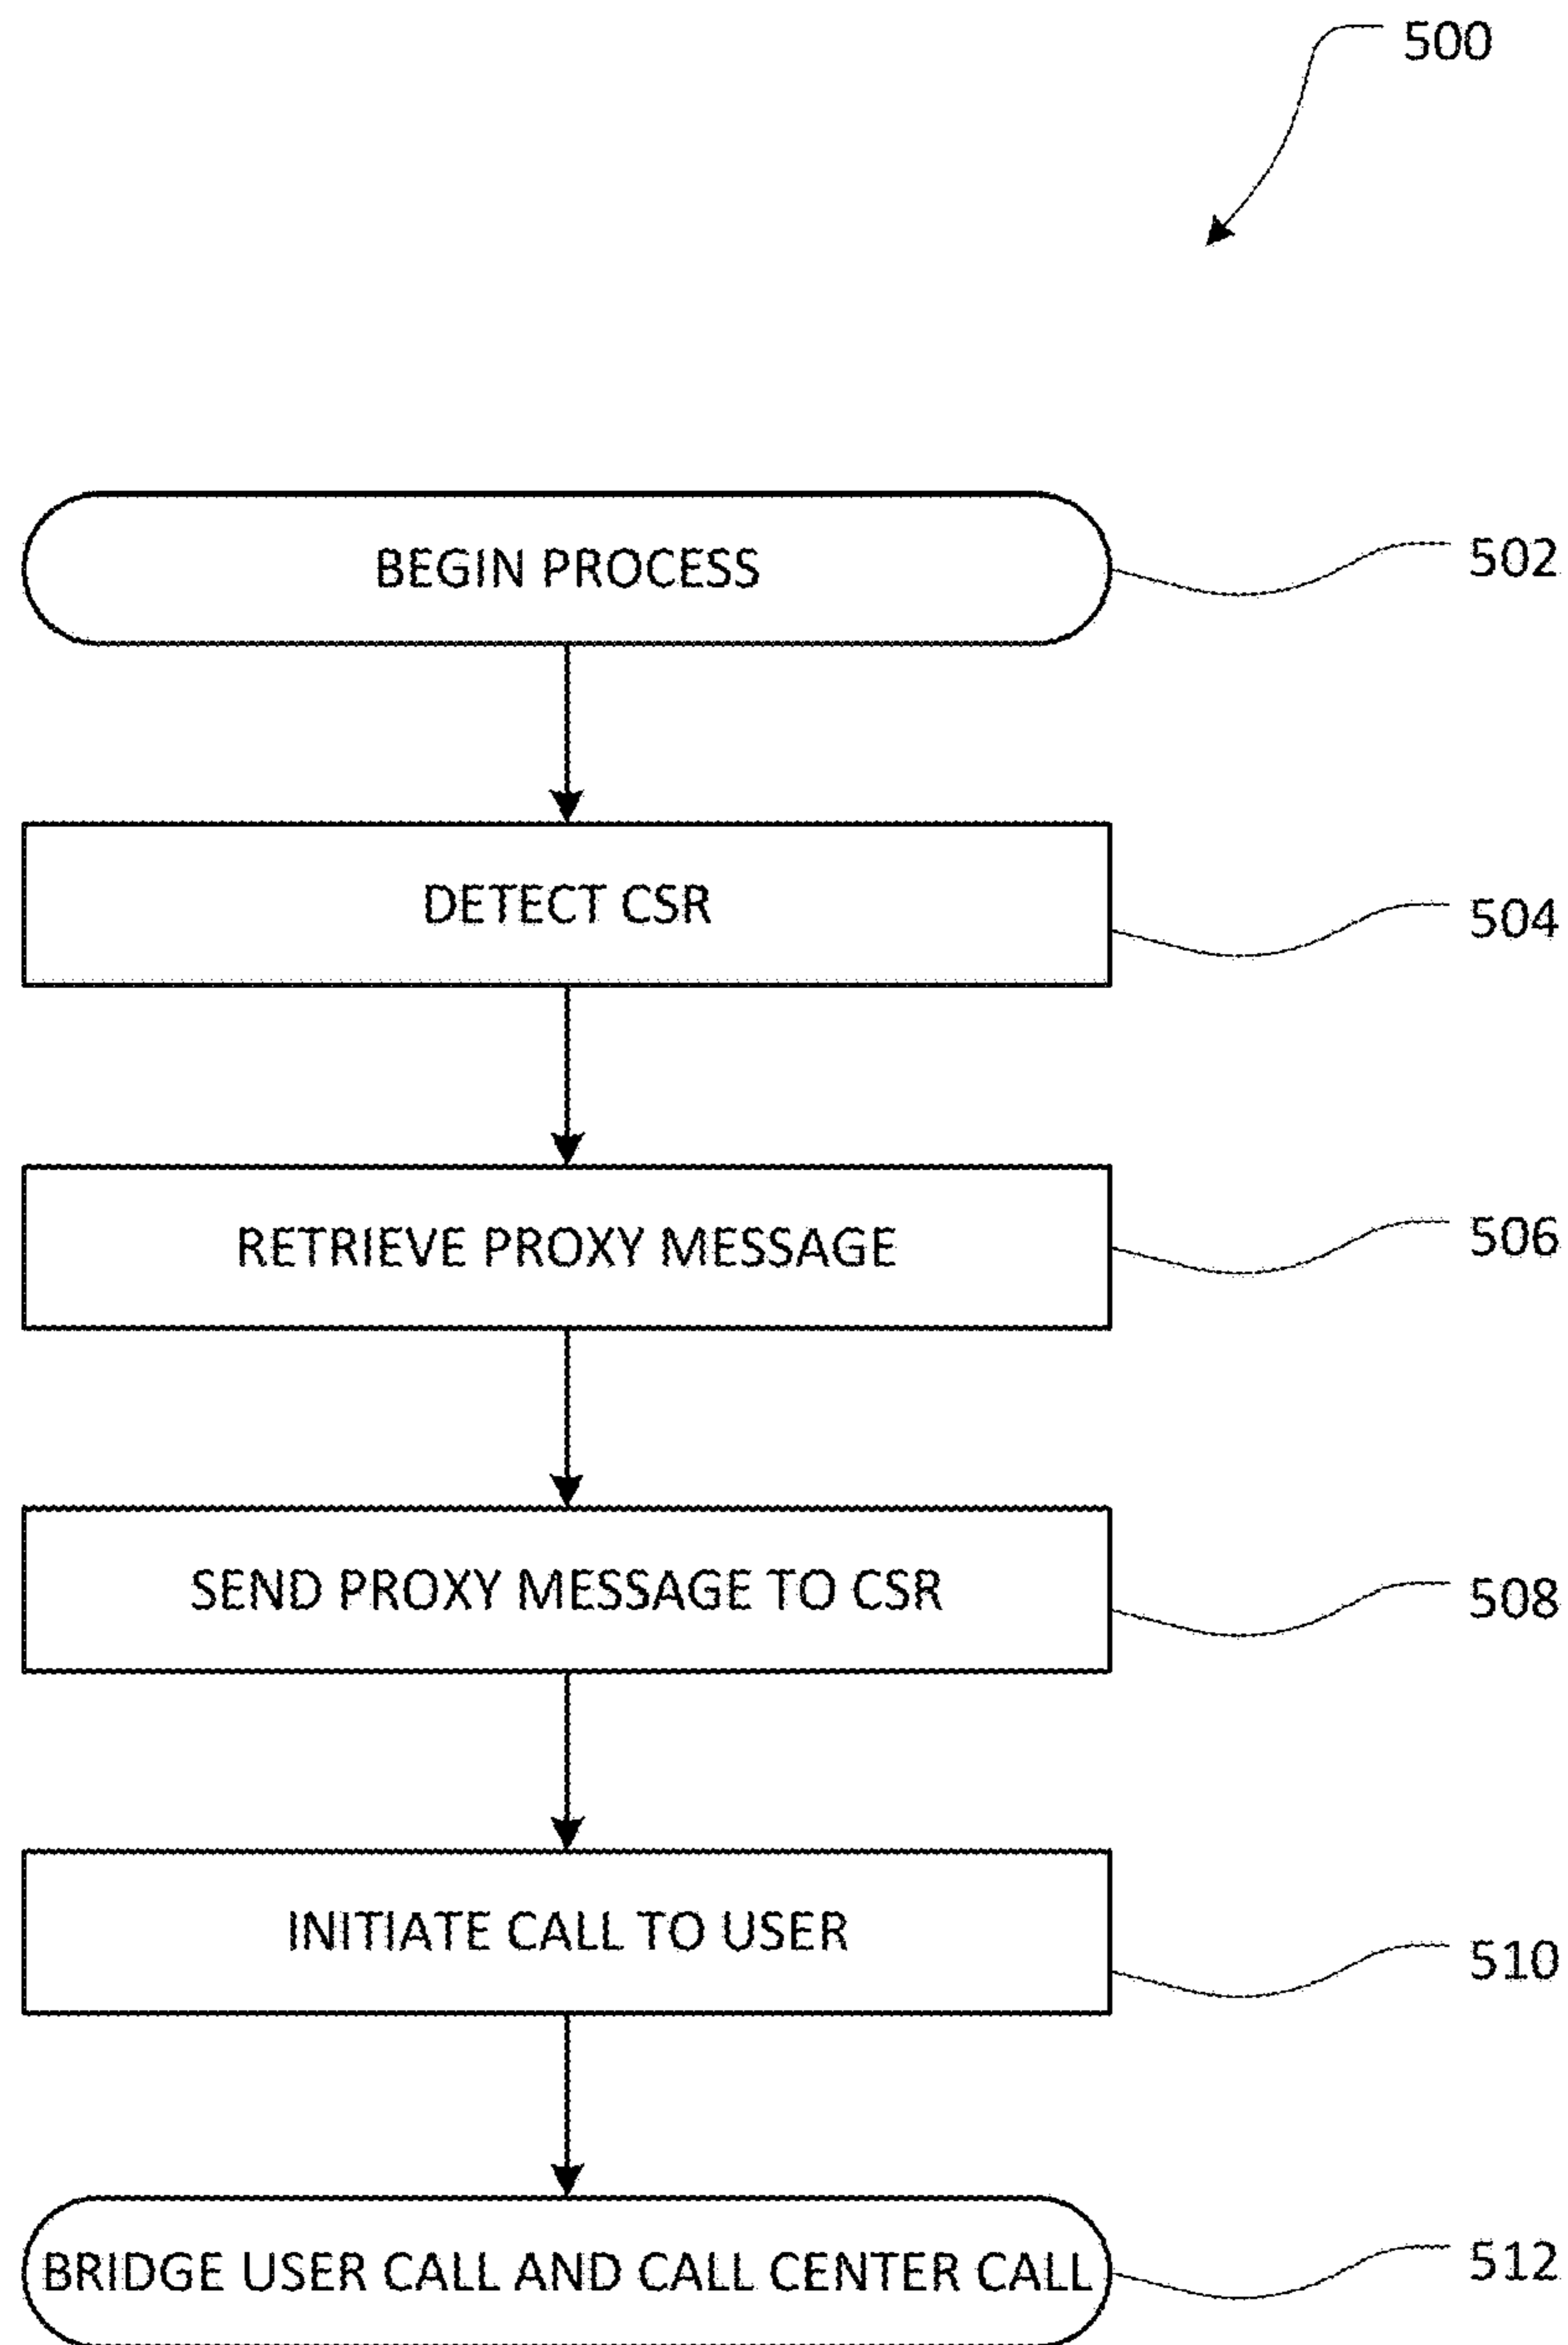 500
BEGIN PROCESS
502
DETECT CSR
504
RETRIEVE PROXY MESSAGE
506
SEND PROXY MESSAGE TO CSR
508
INITIATE CALL TO USER
510
BRIDGE USER CALL AND CALL CENTER CALL
512